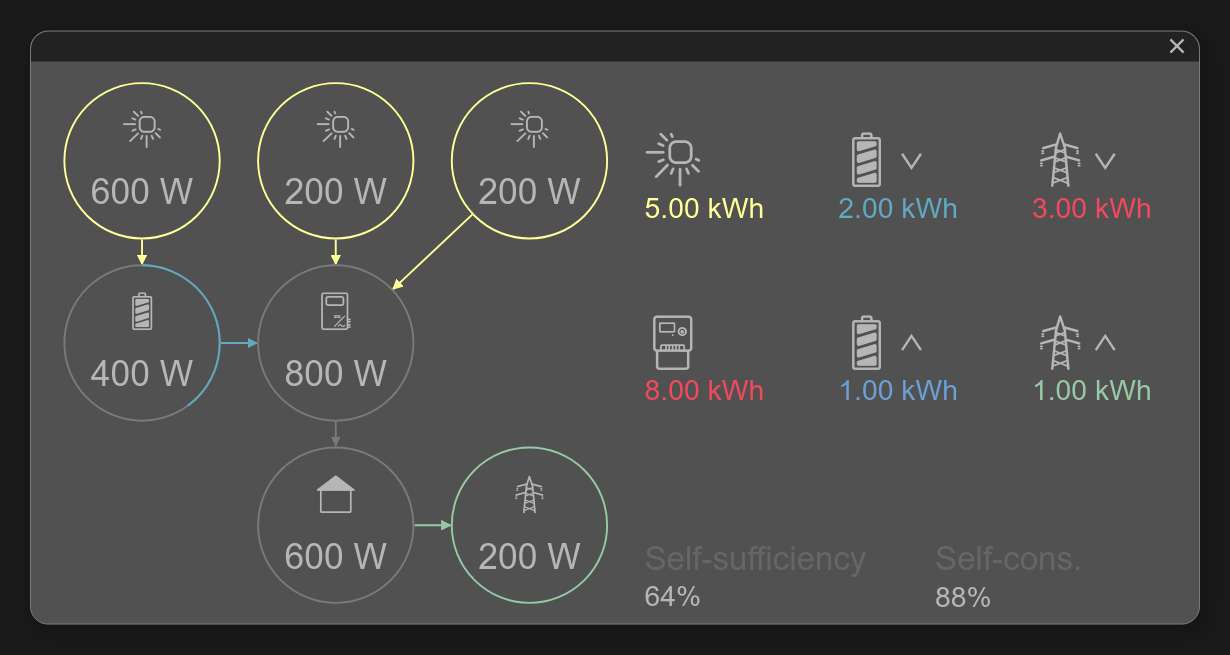 600 W
200 W
200 W
5.00 kWh
2.00 kWh
3.00 kWh
400 W
800 W
8.00 kWh
1.00 kWh
1.00 kWh
600 W
200 W
Self-sufficiency
Self-cons.
64%
88%